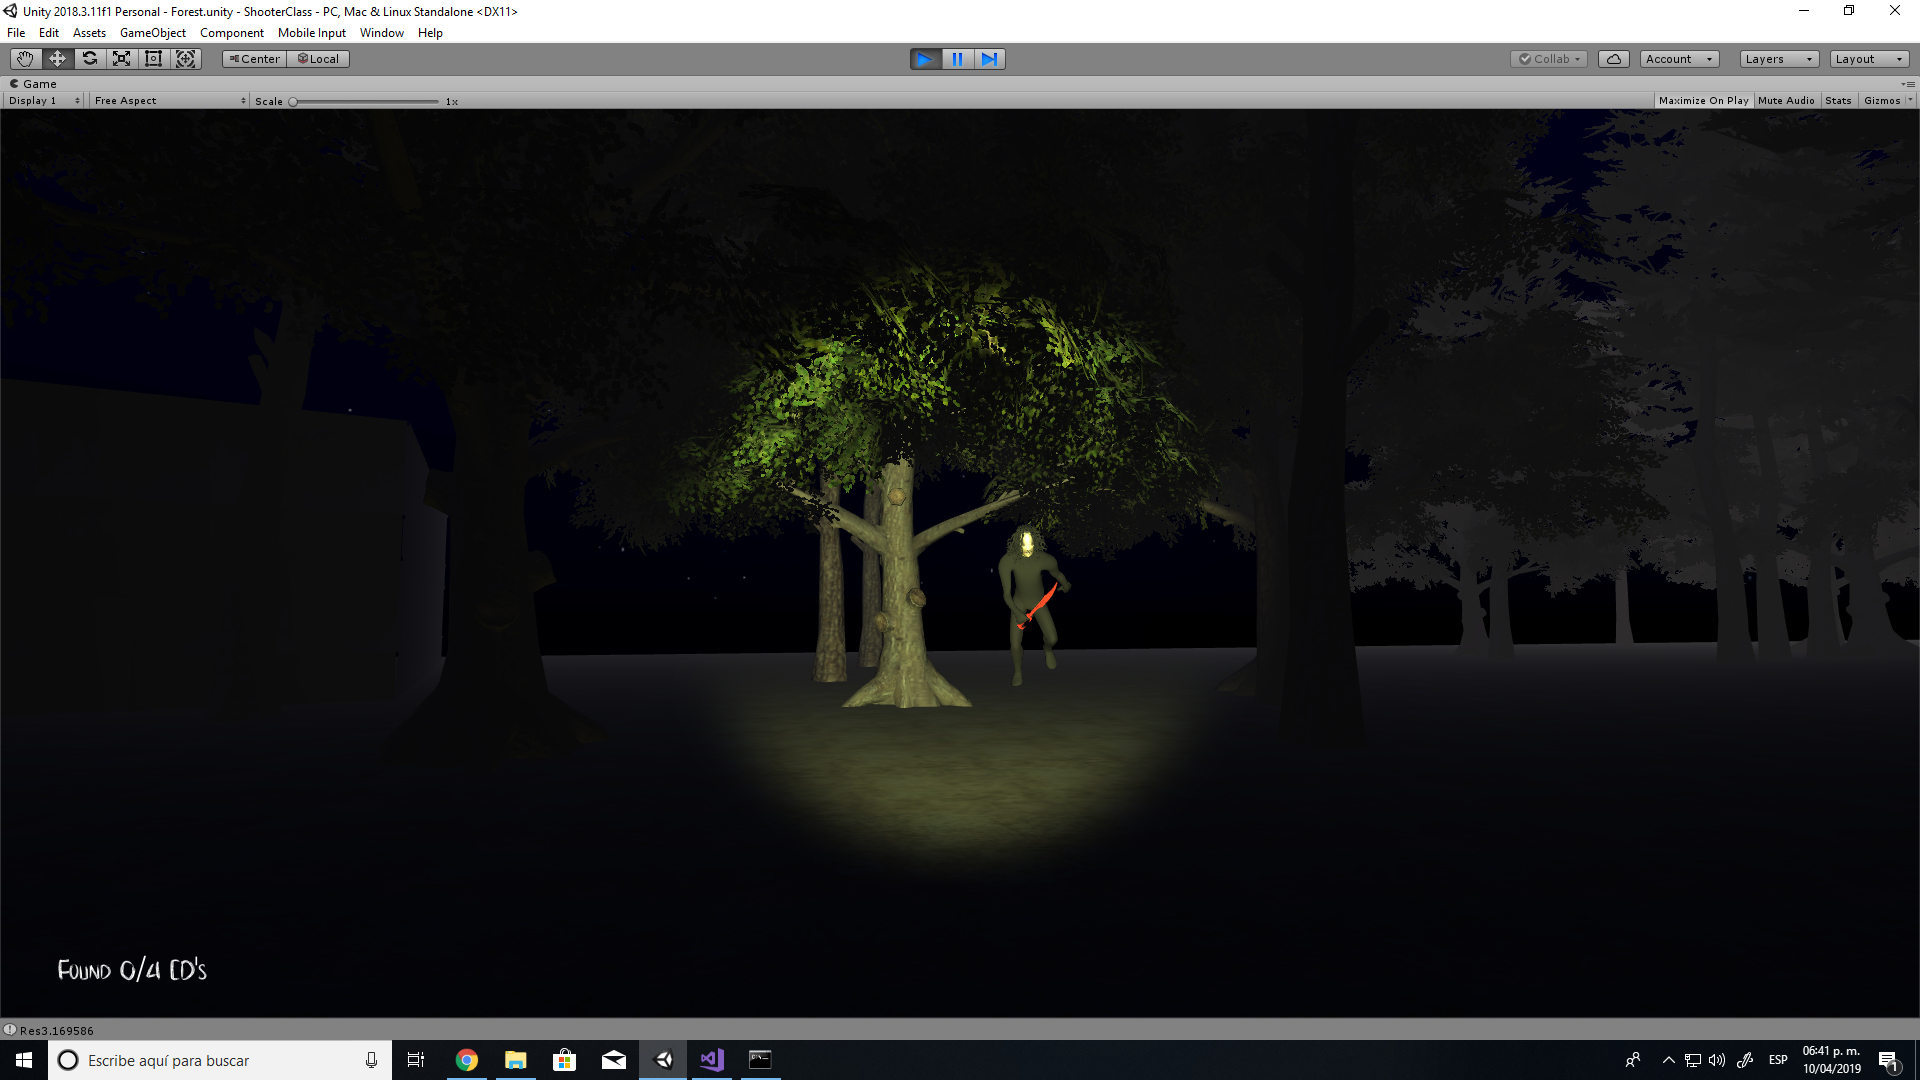 Unity 2018.3.11f1 Personal - Forest.unity - ShooterClass - PC, Mac & Linux Standalone <DX11>
File Edit Assets GameObject Component Mobile Input Window Help
Center Local Collab Account Layers Layout
Game
Display 1 Free Aspect Scale 1x Maximize On Play Mute Audio Stats Gizmos
Found 0/4 CD's
Res3.169586
Escribe aquí para buscar
ESP
06:41 p. m.
10/04/2019
1